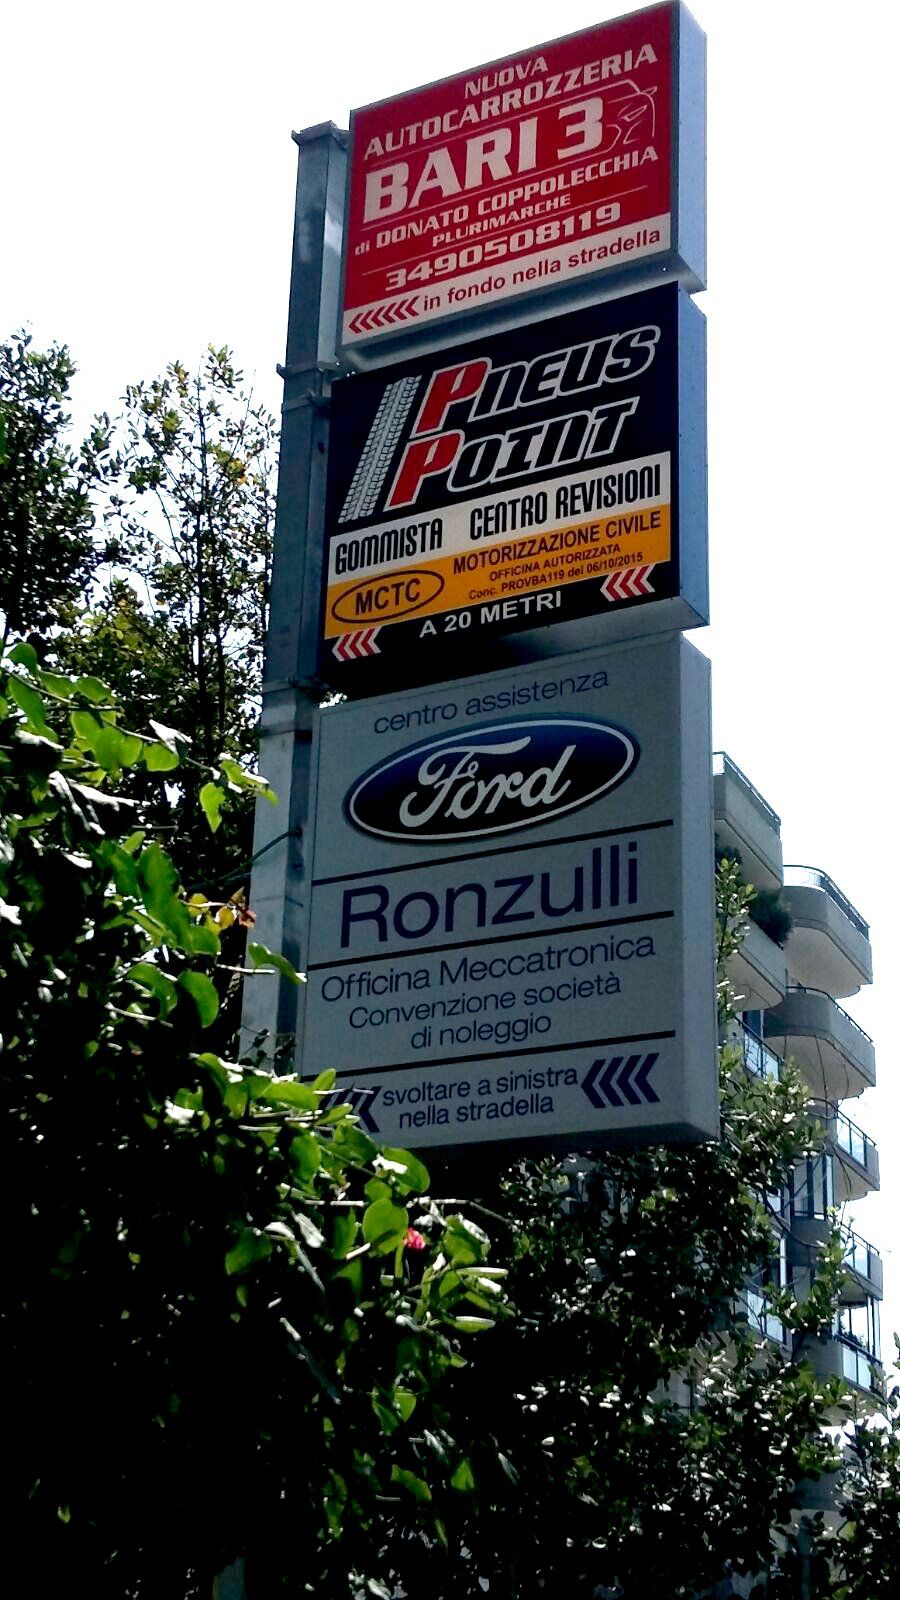 NUOVA
AUTOCARROZZERIA
BARI 3
di DONATO COPPOLECCHIA
PLURIMARCHE
3490508119
in fondo nella stradella
PNEUS
POINT
GOMMISTA CENTRO REVISIONI
MCTC MOTORIZZAZIONE CIVILE
OFFICINA AUTORIZZATA
Conc. PROVBA119 del 06/10/2015
A 20 METRI
centro assistenza
Ford
Ronzulli
Officina Meccatronica
Convenzione società
di noleggio
svoltare a sinistra
nella stradella